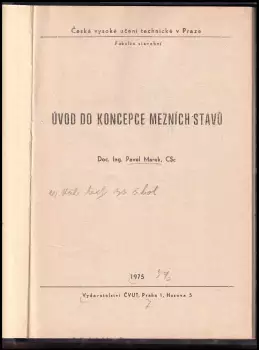 České vysoké učení technické v Praze
Fakulta stavební
ÚVOD DO KONCEPCE MEZNÍCH STAVŮ
Doc. Ing. Pavel Marek, CSc
1975
Vydavatelství ČVUT, Praha 1, Husova 5